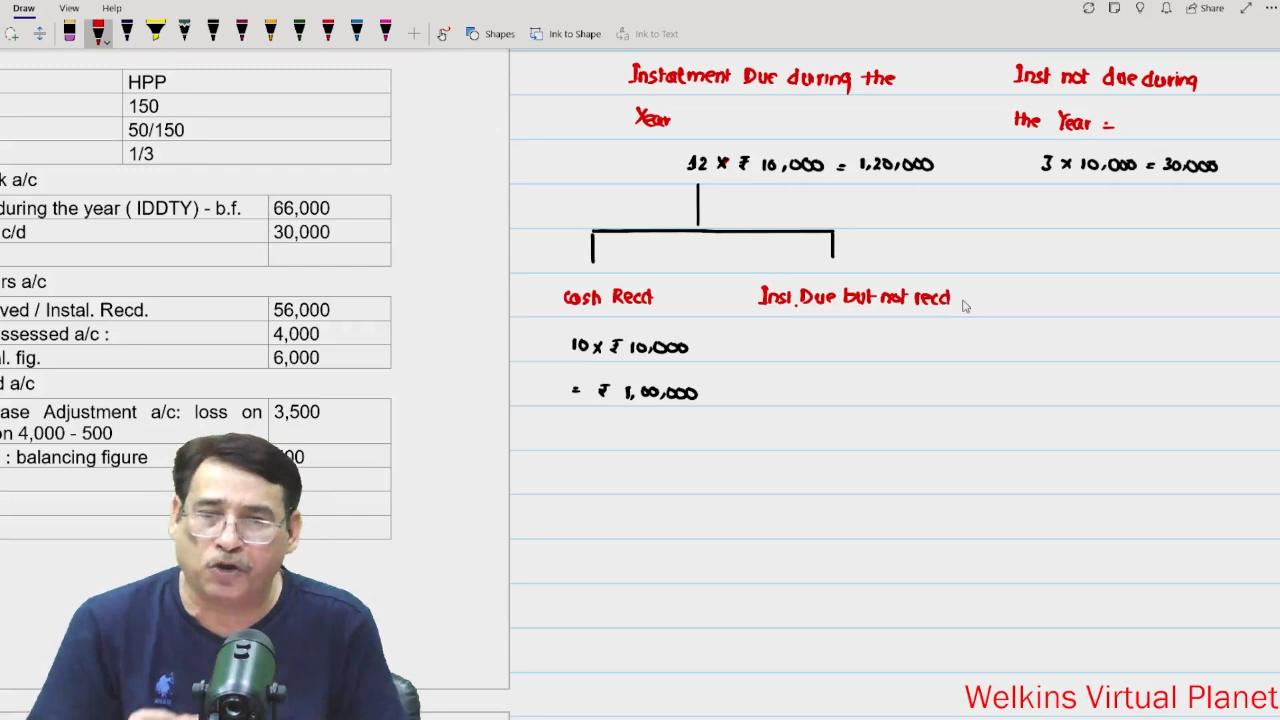 Draw View Help
Share
Shapes Ink to Shape Ink to Text
HPP
150
50/150
1/3
k a/c
during the year ( IDDTY) - b.f. 66,000
c/d 30,000
rs a/c
ved / Instal. Recd. 56,000
ssessed a/c : 4,000
l. fig. 6,000
d a/c
ase Adjustment a/c: loss on 3,500
on 4,000 - 500
: balancing figure 00
Instalment Due during the
Year
12 × ₹ 10,000 = 1,20,000
Cash Recd
10 × ₹ 10,000
= ₹ 1,00,000
Inst. Due but not recd
Inst not due during
the Year =
3 × 10,000 = 30,000
Welkins Virtual Planet